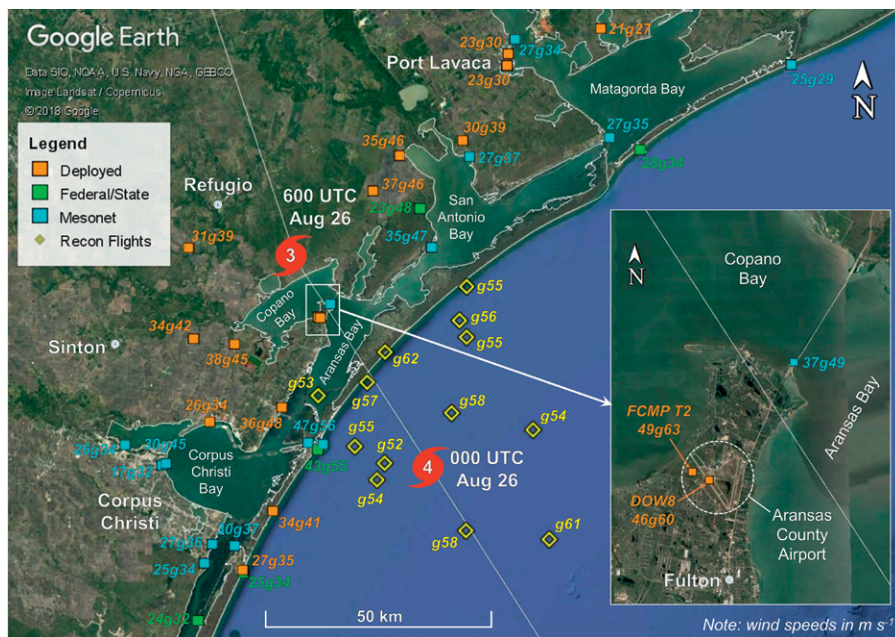 Google Earth
Data SIO, NOAA, U.S. Navy, NGA, GEBCO
Image Landsat / Copernicus
© 2018 Google
Legend
Deployed
Federal/State
Mesonet
Recon Flights
23g30
27g34
21g27
Port Lavaca
23g30
25g29
Matagorda Bay
N
30g39
27g35
35g46
27g37
Refugio
37g46
600 UTC
Aug 26
23g48
San
Antonio
Bay
31g39
35g47
3
Copano
Bay
g55
g56
g55
34g42
Sinton
38g45
Aransas Bay
g62
g53
g57
26g34
36g48
g58
g54
g55
47g56
g52
30g45
17g32
Corpus
Christi
Bay
43g55
4
000 UTC
Aug 26
g54
Corpus
Christi
34g41
g58
g61
30g37
27g36
25g34
27g35
25g34
24g32
50 km
N
Copano
Bay
37g49
FCMP T2
49g63
Aransas Bay
DOW8
46g60
Aransas
County
Airport
Fulton
Note: wind speeds in m s